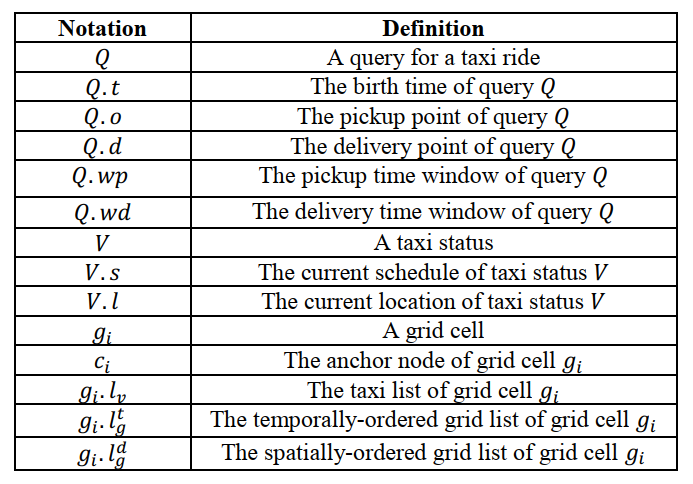 Notation Definition
Q A query for a taxi ride
Q.t The birth time of query Q
Q.o The pickup point of query Q
Q.d The delivery point of query Q
Q.wp The pickup time window of query Q
Q.wd The delivery time window of query Q
V A taxi status
V.s The current schedule of taxi status V
V.l The current location of taxi status V
g_i A grid cell
c_i The anchor node of grid cell g_i
g_i.l_v The taxi list of grid cell g_i
g_i.l_g^t The temporally-ordered grid list of grid cell g_i
g_i.l_g^d The spatially-ordered grid list of grid cell g_i